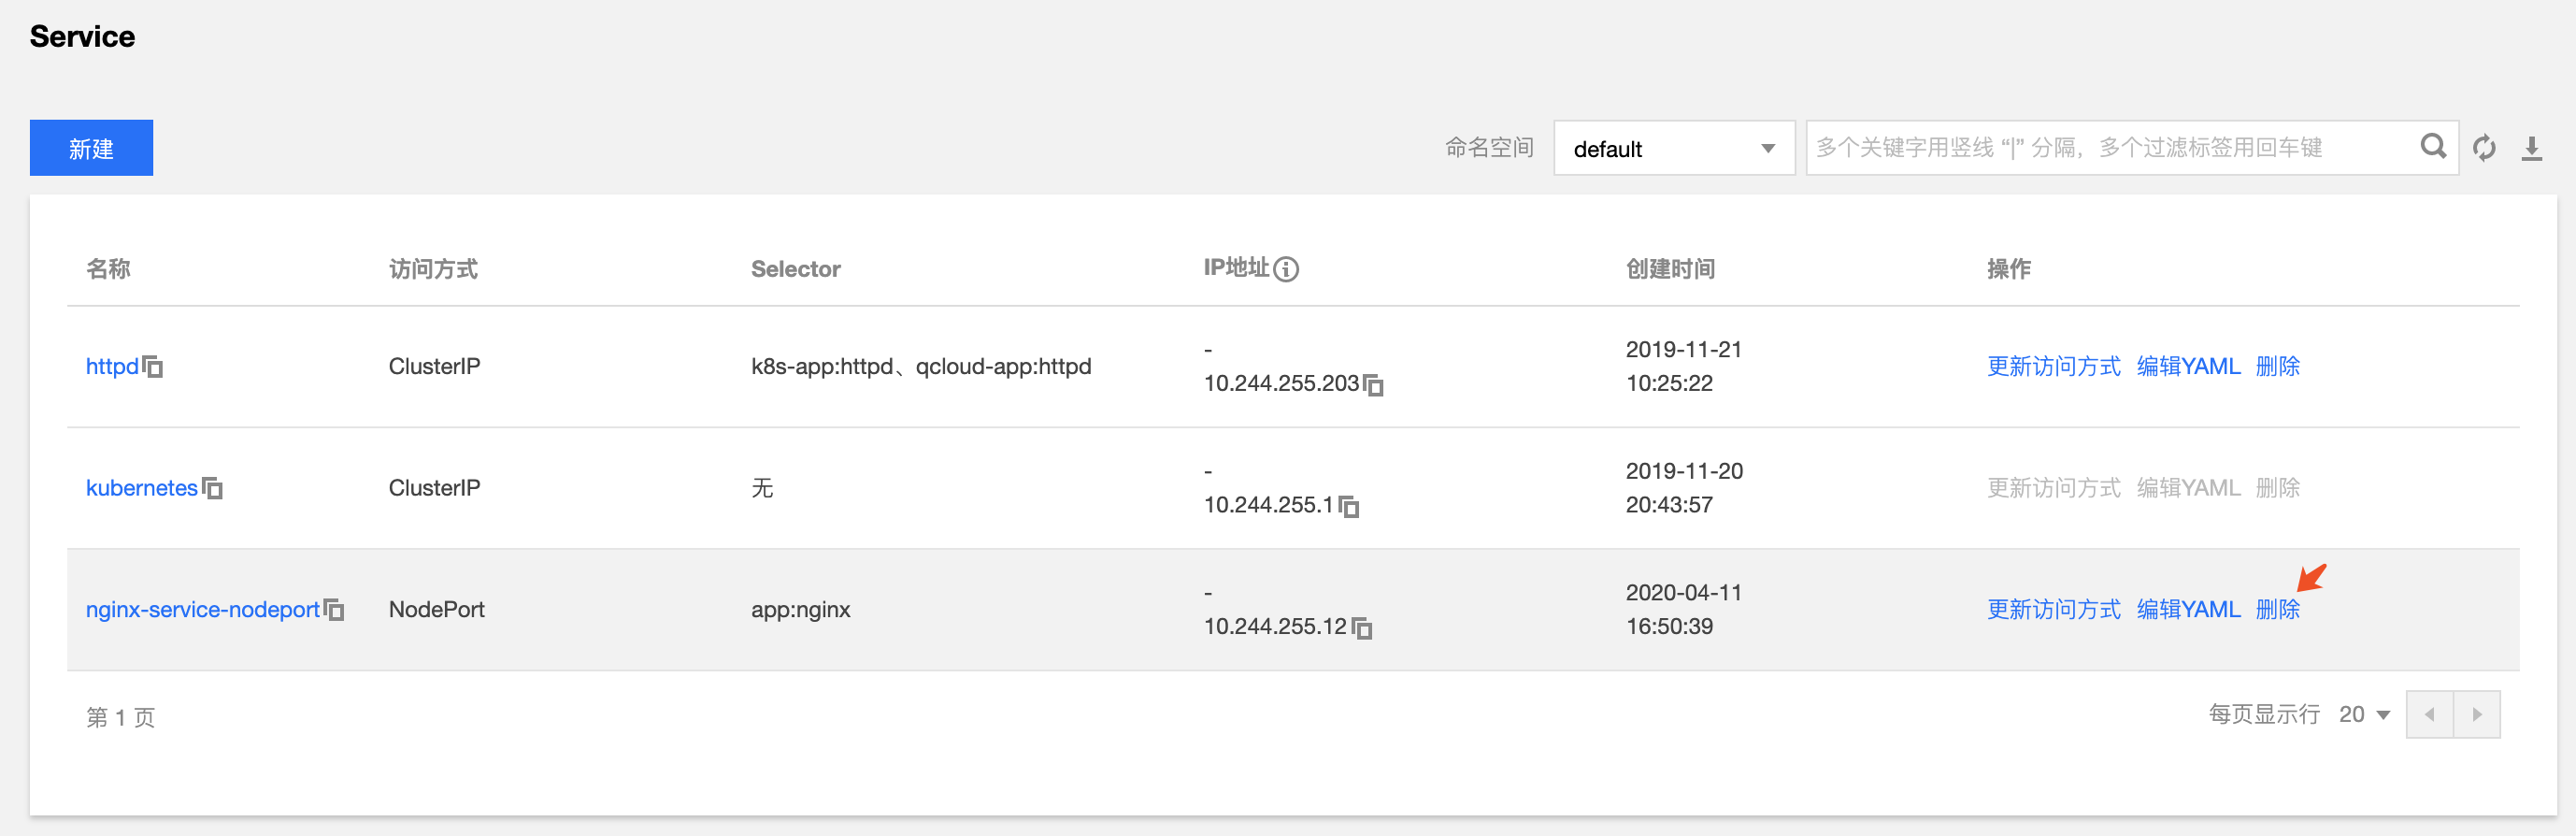 Service
新建
命名空间 default 多个关键字用竖线 “|” 分隔，多个过滤标签用回车键
名称 访问方式 Selector IP地址 创建时间 操作
httpd ClusterIP k8s-app:httpd、qcloud-app:httpd - 2019-11-21 更新访问方式 编辑YAML 删除
10.244.255.203 10:25:22
kubernetes ClusterIP 无 - 2019-11-20 更新访问方式 编辑YAML 删除
10.244.255.1 20:43:57
nginx-service-nodeport NodePort app:nginx - 2020-04-11 更新访问方式 编辑YAML 删除
10.244.255.12 16:50:39
第 1 页 每页显示行 20